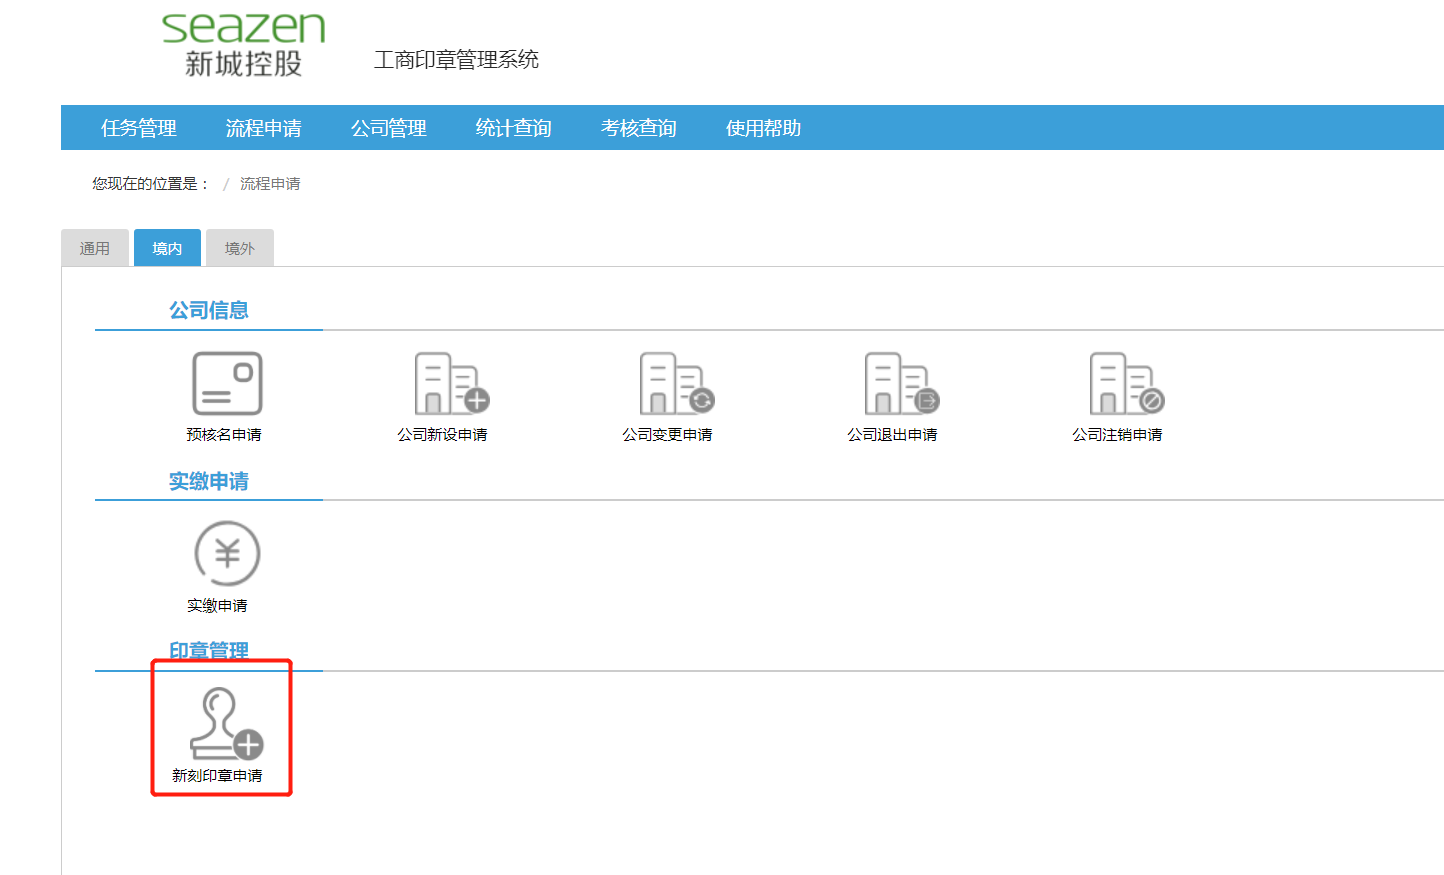 seazen
新城控股
工商印章管理系统
任务管理 流程申请 公司管理 统计查询 考核查询 使用帮助
您现在的位置是： / 流程申请
通用 境内 境外
公司信息
预核名申请 公司新设申请 公司变更申请 公司退出申请 公司注销申请
实缴申请
¥
实缴申请
印章管理
新刻印章申请